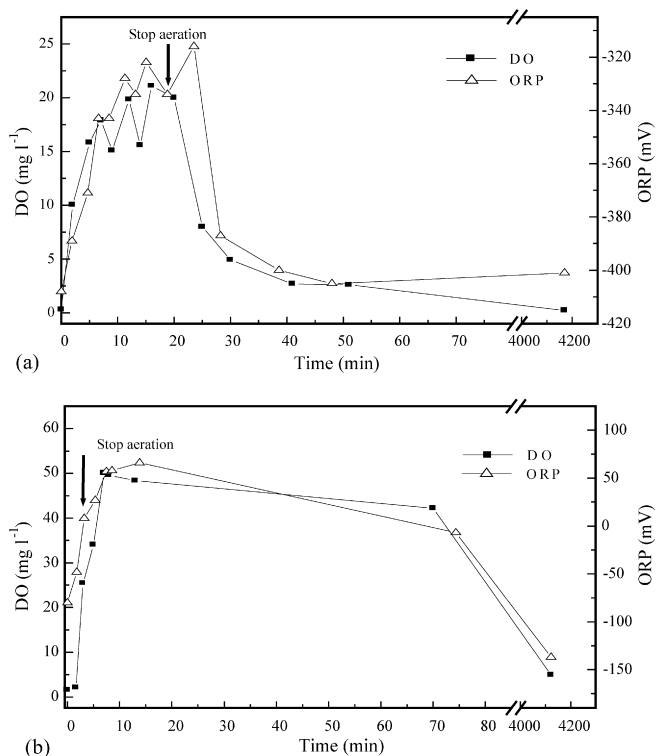 Stop aeration
DO
ORP
25
20
15
10
5
0
DO (mg l⁻¹)
-320
-340
-360
-380
-400
-420
ORP (mV)
0 10 20 30 40 50 60 70 80 4000 4200
Time (min)
(a)
Stop aeration
DO
ORP
60
50
40
30
20
10
0
DO (mg l⁻¹)
100
50
0
-50
-100
-150
ORP (mV)
0 10 20 30 40 50 60 70 80 4000 4200
Time (min)
(b)